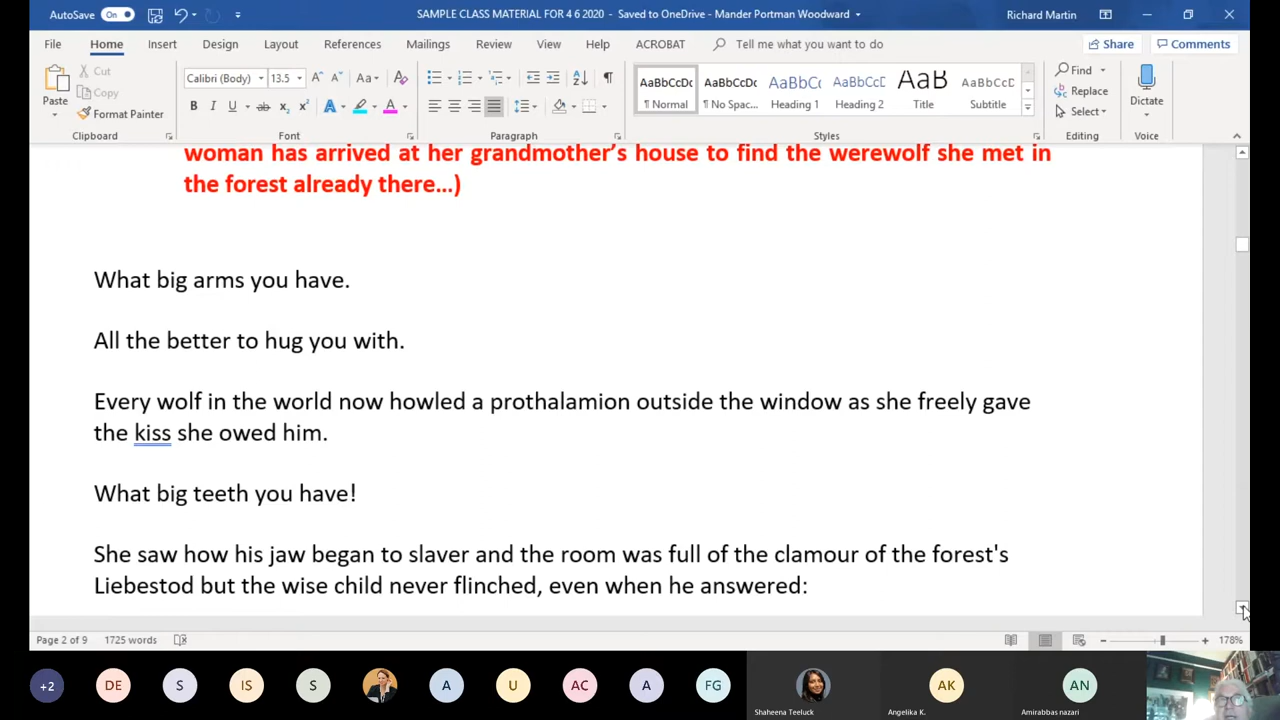 AutoSave On SAMPLE CLASS MATERIAL FOR 4 6 2020 - Saved to OneDrive - Mander Portman Woodward Richard Martin
File Home Insert Design Layout References Mailings Review View Help ACROBAT Tell me what you want to do Share Comments
Paste Cut Copy Format Painter
Calibri (Body) 13.5 Aa
AaBbCcDc AaBbCcDc AaBbCc AaBbCcC AaB AaBbCcDc
¶ Normal ¶ No Spac... Heading 1 Heading 2 Title Subtitle
Find Replace Select Dictate
Clipboard Font Paragraph Styles Editing Voice
woman has arrived at her grandmother's house to find the werewolf she met in
the forest already there...)
What big arms you have.
All the better to hug you with.
Every wolf in the world now howled a prothalamion outside the window as she freely gave
the kiss she owed him.
What big teeth you have!
She saw how his jaw began to slaver and the room was full of the clamour of the forest's
Liebestod but the wise child never flinched, even when he answered:
Page 2 of 9 1725 words 178%
+2 DE S IS S A U AC A FG AK AN
Shaheena Teeluck Angelika K. Amirabbas nazari